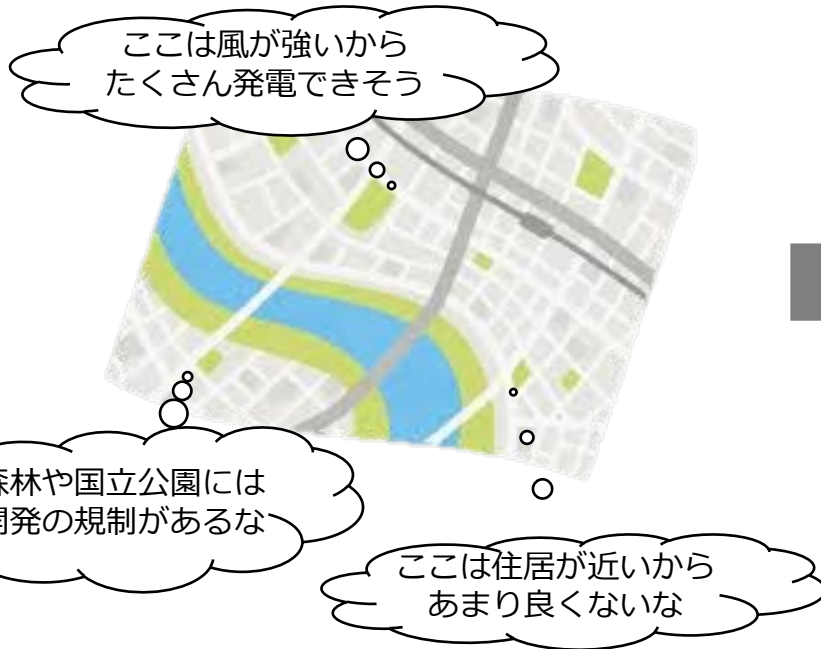 ここは風が強いから
たくさん発電できそう
森林や国立公園には
開発の規制があるな
ここは住居が近いから
あまり良くないな